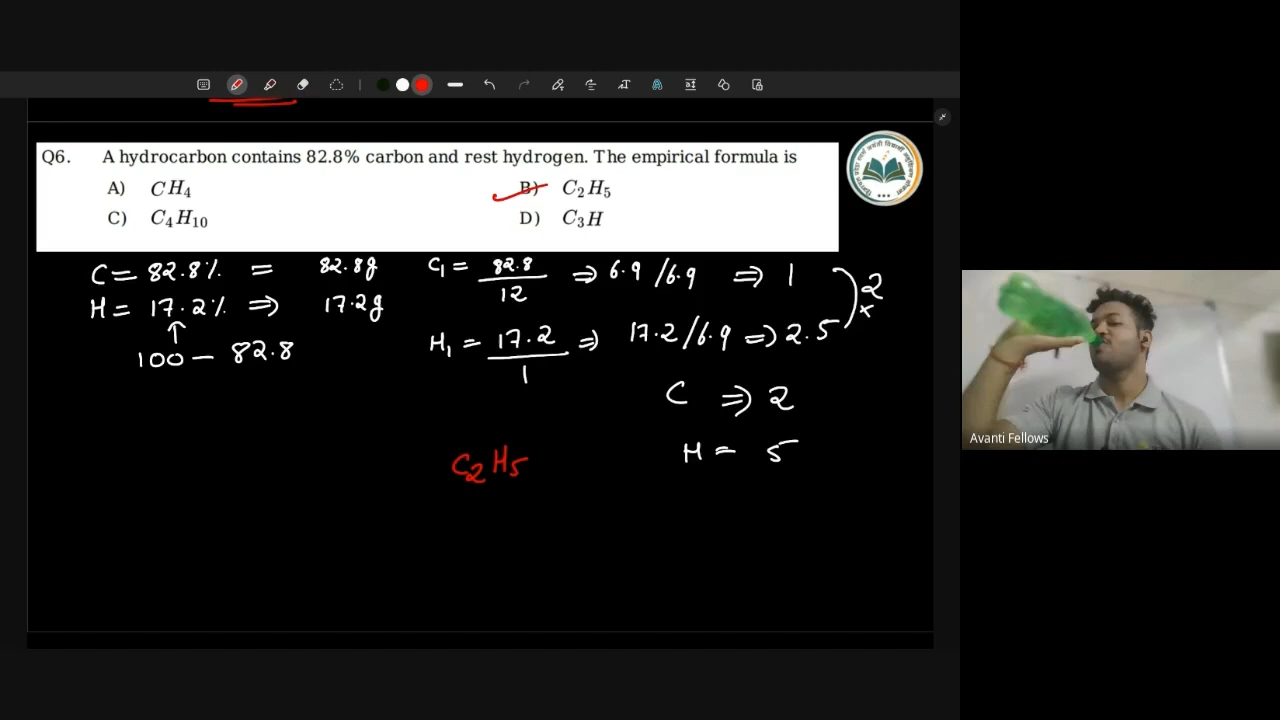 Q6. A hydrocarbon contains 82.8% carbon and rest hydrogen. The empirical formula is
A) CH₄ B) C₂H₅
C) C₄H₁₀ D) C₃H
C = 82.8% = 82.8g C₁ = 82.8/12 ⇒ 6.9/6.9 ⇒ 1
H = 17.2% ⇒ 17.2g H₁ = 17.2/1 ⇒ 17.2/6.9 ⇒ 2.5
2×
↑
100 - 82.8
C ⇒ 2
H = 5
C₂H₅
Avanti Fellows